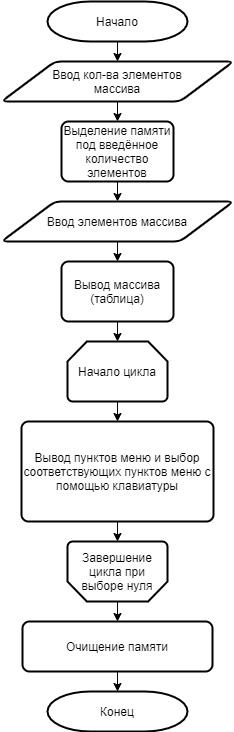 Начало
Ввод кол-ва элементов
массива
Выделение памяти
под введённое
количество
элементов
Ввод элементов массива
Вывод массива
(таблица)
Начало цикла
Вывод пунктов меню и выбор
соответствующих пунктов меню с
помощью клавиатуры
Завершение
цикла при
выборе нуля
Очищение памяти
Конец